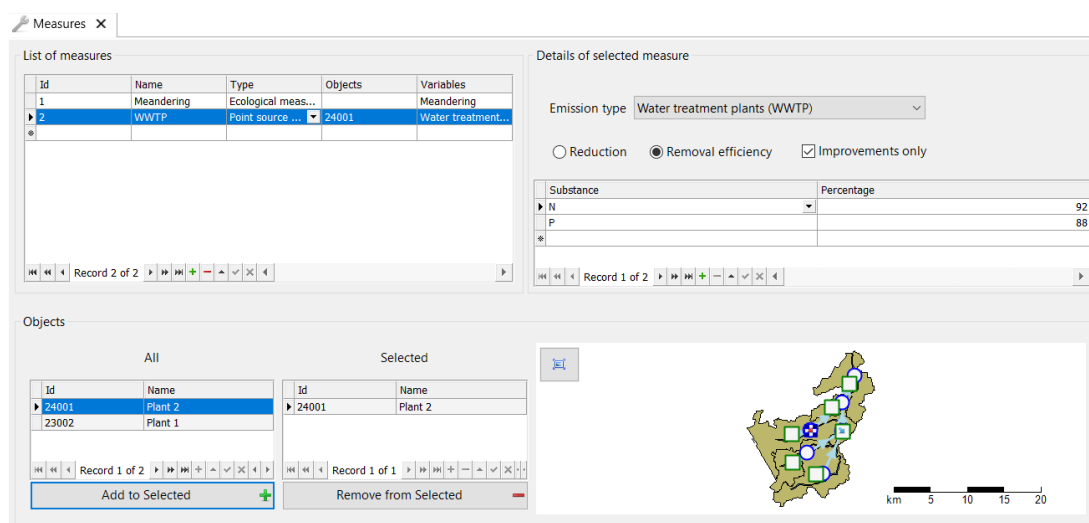 Measures X
List of measures
Id Name Type Objects Variables
1 Meandering Ecological meas... Meandering
2 WWTP Point source ... 24001 Water treatment...
Record 2 of 2
Details of selected measure
Emission type Water treatment plants (WWTP)
Reduction Removal efficiency Improvements only
Substance Percentage
N 92
P 88
Record 1 of 2
Objects
All
Id Name
24001 Plant 2
23002 Plant 1
Record 1 of 2
Add to Selected
Selected
Id Name
24001 Plant 2
Record 1 of 1
Remove from Selected
km 5 10 15 20